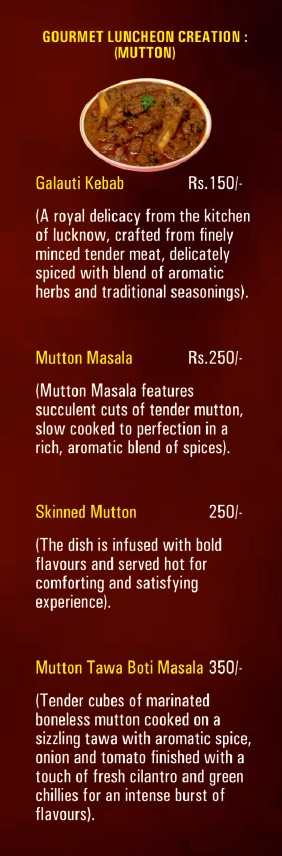 GOURMET LUNCHEON CREATION :
(MUTTON)
Galauti Kebab Rs.150/-
(A royal delicacy from the kitchen
of lucknow, crafted from finely
minced tender meat, delicately
spiced with blend of aromatic
herbs and traditional seasonings).
Mutton Masala Rs.250/-
(Mutton Masala features
succulent cuts of tender mutton,
slow cooked to perfection in a
rich, aromatic blend of spices).
Skinned Mutton 250/-
(The dish is infused with bold
flavours and served hot for
comforting and satisfying
experience).
Mutton Tawa Boti Masala 350/-
(Tender cubes of marinated
boneless mutton cooked on a
sizzling tawa with aromatic spice,
onion and tomato finished with a
touch of fresh cilantro and green
chillies for an intense burst of
flavours).